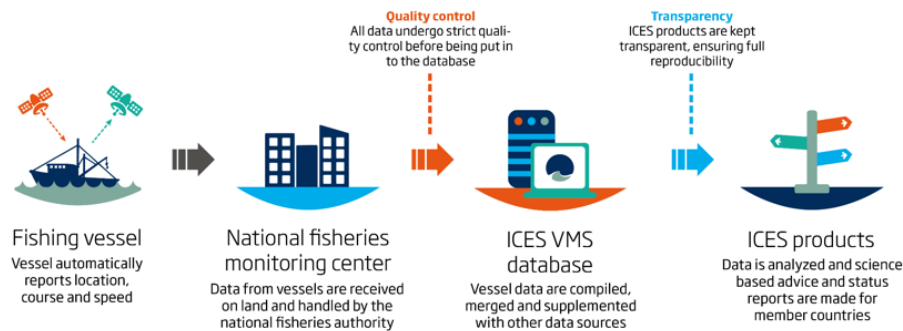 Quality control
All data undergo strict quali-
ty control before being put in
to the database
Transparency
ICES products are kept
transparent, ensuring full
reproducibility
Fishing vessel
Vessel automatically
reports location,
course and speed
National fisheries
monitoring center
Data from vessels are received
on land and handled by the
national fisheries authority
ICES VMS
database
Vessel data are compiled,
merged and supplemented
with other data sources
ICES products
Data is analyzed and science
based advice and status
reports are made for
member countries